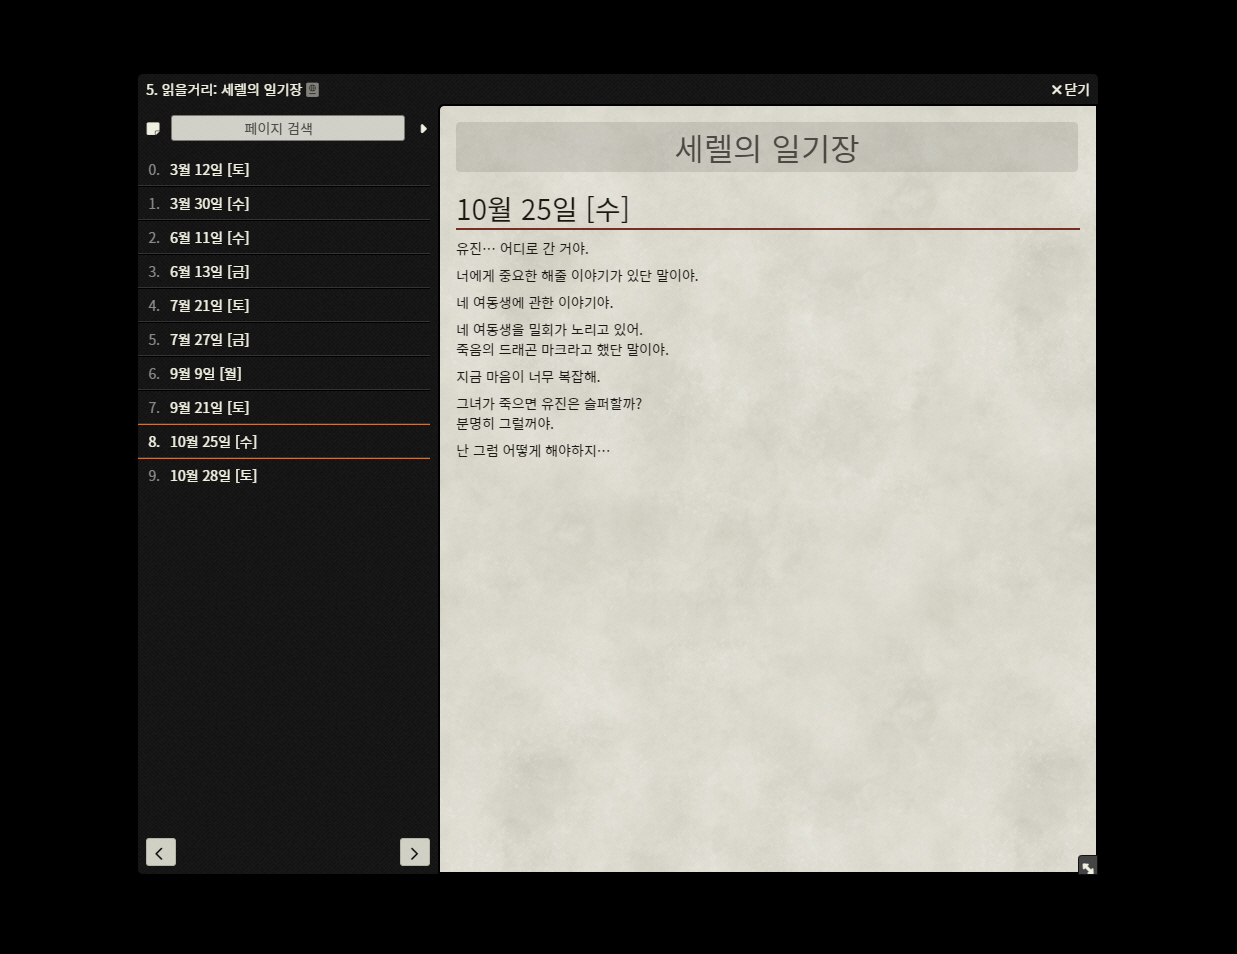 5. 읽을거리: 세렐의 일기장
닫기
페이지 검색
0. 3월 12일 [토]
1. 3월 30일 [수]
2. 6월 11일 [수]
3. 6월 13일 [금]
4. 7월 21일 [토]
5. 7월 27일 [금]
6. 9월 9일 [월]
7. 9월 21일 [토]
8. 10월 25일 [수]
9. 10월 28일 [토]
세렐의 일기장
10월 25일 [수]
유진… 어디로 간 거야.
너에게 중요한 해줄 이야기가 있단 말이야.
네 여동생에 관한 이야기야.
네 여동생을 밀회가 노리고 있어.
죽음의 드래곤 마크라고 했단 말이야.
지금 마음이 너무 복잡해.
그녀가 죽으면 유진은 슬퍼할까?
분명히 그럴꺼야.
난 그럼 어떻게 해야하지…